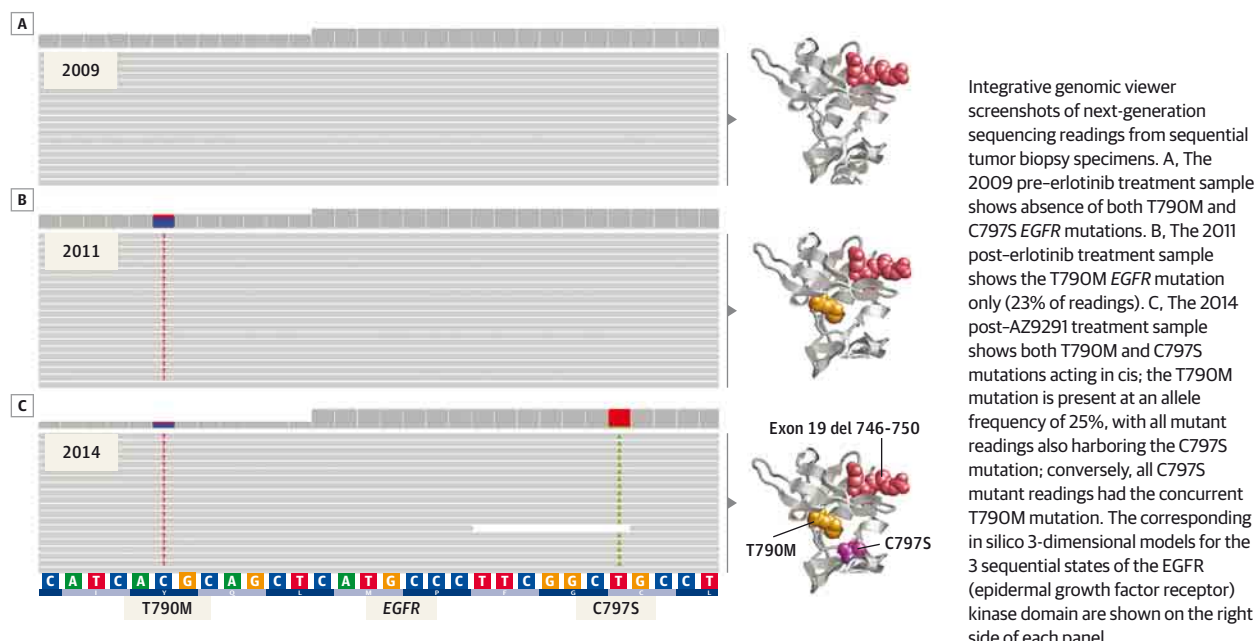 A
2009
B
2011
C
2014
Exon 19 del 746-750
T790M
C797S
C A T C A C G C A G C T C A T G C C C T T C G G C T G C C T
Q L M P F G C L
T790M EGFR C797S
Integrative genomic viewer
screenshots of next-generation
sequencing readings from sequential
tumor biopsy specimens. A, The
2009 pre–erlotinib treatment sample
shows absence of both T790M and
C797S EGFR mutations. B, The 2011
post–erlotinib treatment sample
shows the T790M EGFR mutation
only (23% of readings). C, The 2014
post–AZ9291 treatment sample
shows both T790M and C797S
mutations acting in cis; the T790M
mutation is present at an allele
frequency of 25%, with all mutant
readings also harboring the C797S
mutation; conversely, all C797S
mutant readings had the concurrent
T790M mutation. The corresponding
in silico 3-dimensional models for the
3 sequential states of the EGFR
(epidermal growth factor receptor)
kinase domain are shown on the right
side of each panel